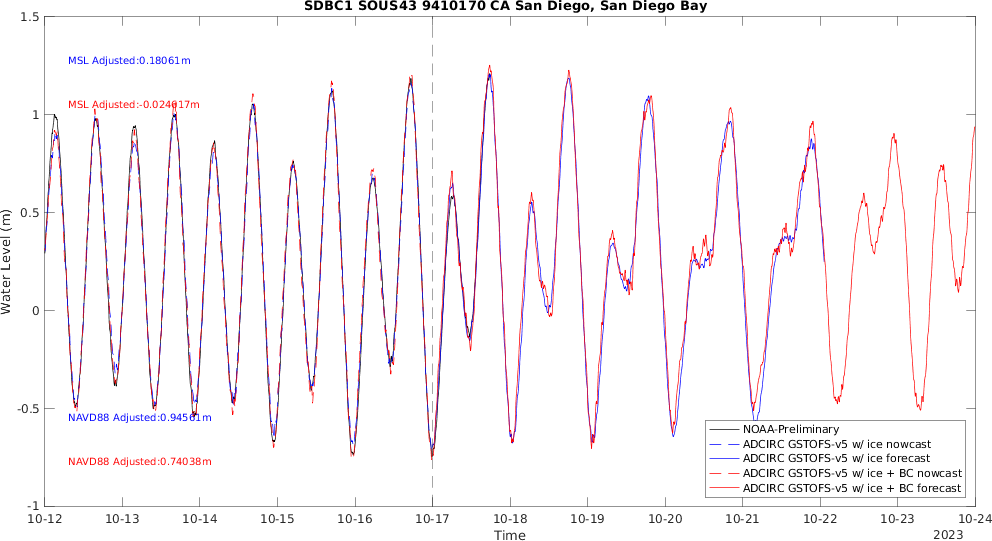 SDBC1 SOUS43 9410170 CA San Diego, San Diego Bay
1.5
1
0.5
0
-0.5
-1
Water Level (m)
MSL Adjusted:0.18061m
MSL Adjusted:-0.024617m
NAVD88 Adjusted:0.94561m
NAVD88 Adjusted:0.74038m
NOAA-Preliminary
ADCIRC GSTOFS-v5 w/ ice nowcast
ADCIRC GSTOFS-v5 w/ ice forecast
ADCIRC GSTOFS-v5 w/ ice + BC nowcast
ADCIRC GSTOFS-v5 w/ ice + BC forecast
10-12 10-13 10-14 10-15 10-16 10-17 10-18 10-19 10-20 10-21 10-22 10-23 10-24
Time
2023